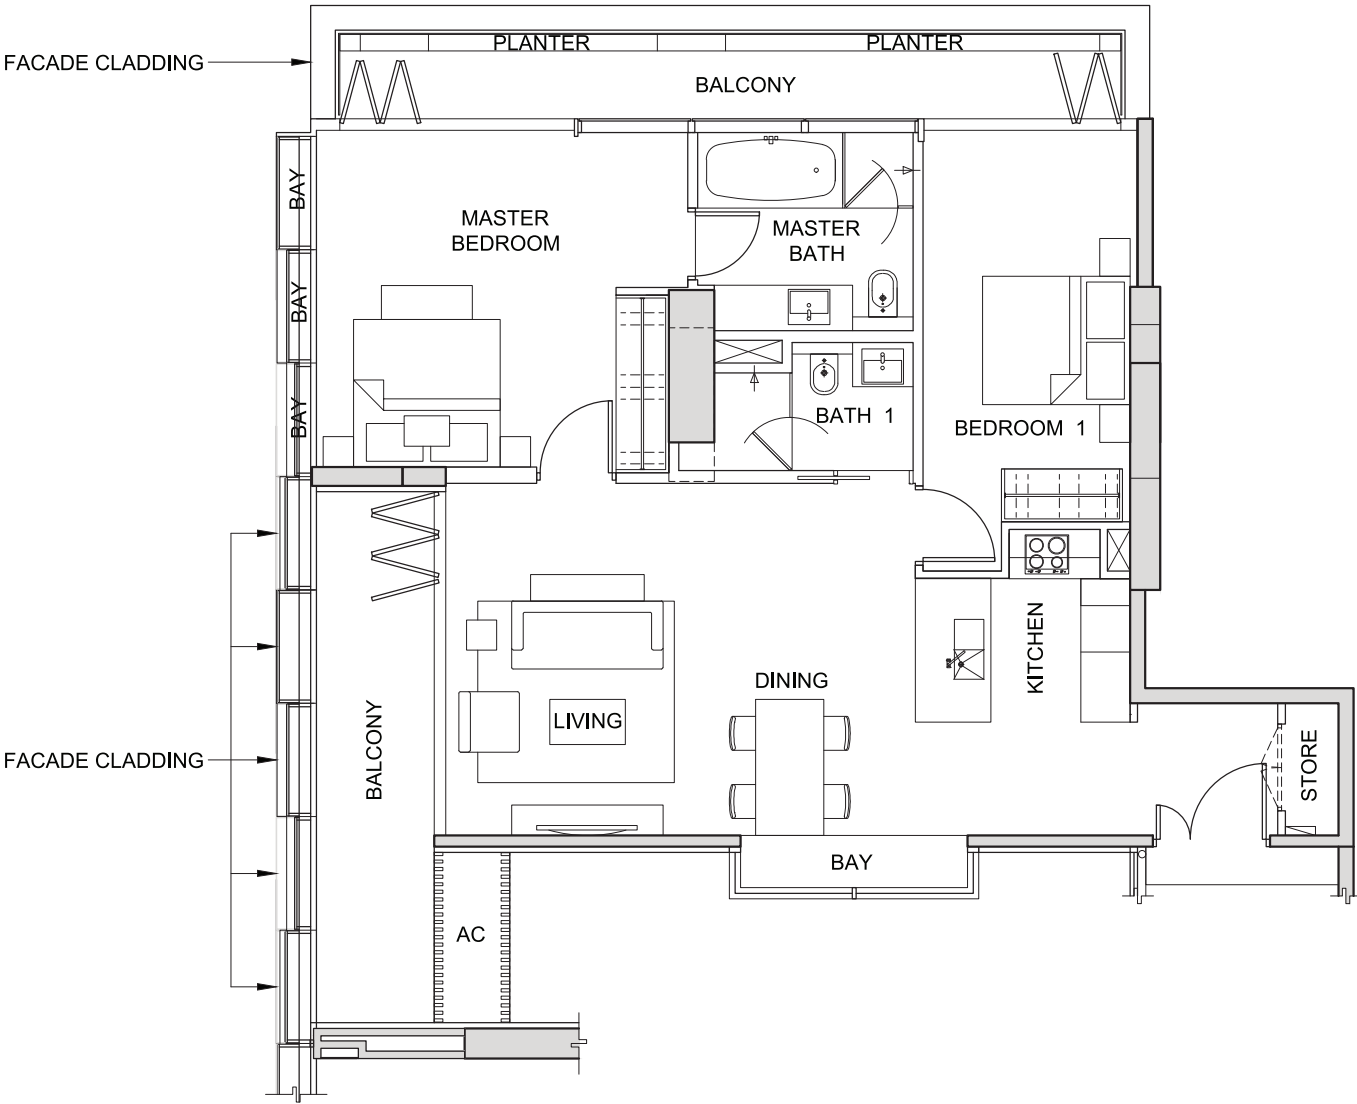 PLANTER
PLANTER
FACADE CLADDING
BALCONY
BAY
MASTER
BEDROOM
MASTER
BATH
BAY
BAY
BATH 1
BEDROOM 1
KITCHEN
DINING
LIVING
BALCONY
FACADE CLADDING
STORE
BAY
AC